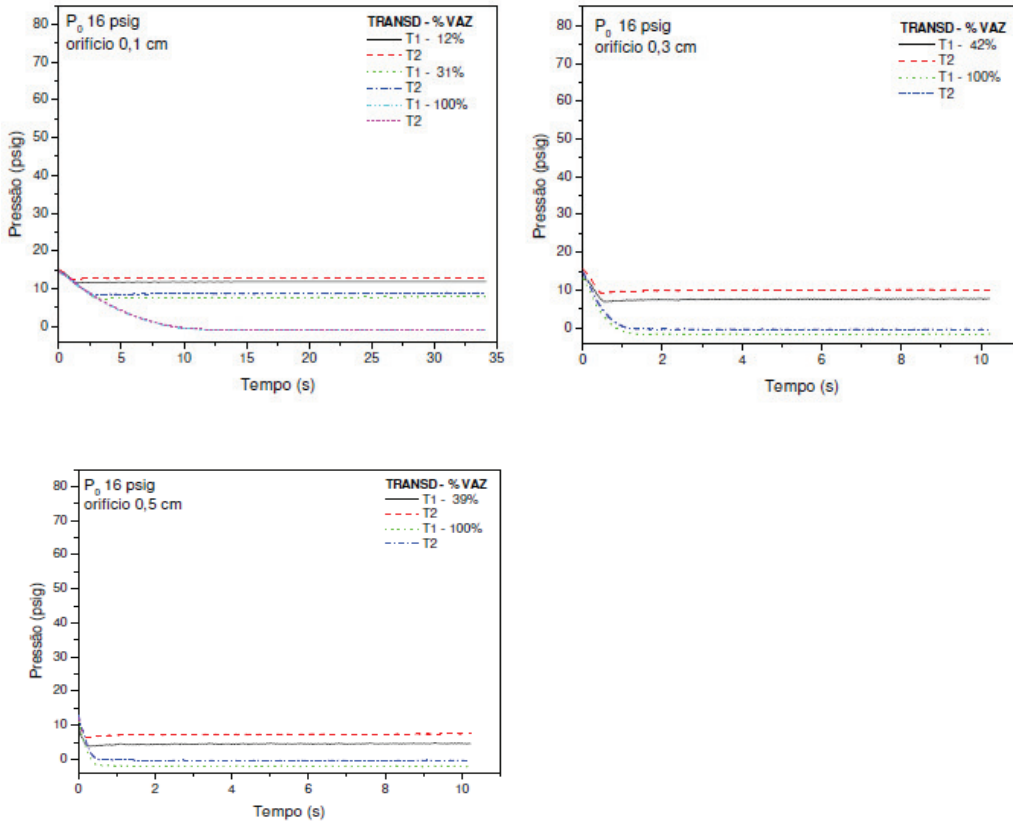 P0 16 psig
orifício 0,1 cm
TRANSD - % VAZ
T1 - 12%
T2
T1 - 31%
T2
T1 - 100%
T2
80
70
60
50
40
30
20
10
0
Pressão (psig)
0 5 10 15 20 25 30 35
Tempo (s)
P0 16 psig
orifício 0,3 cm
TRANSD - % VAZ
T1 - 42%
T2
T1 - 100%
T2
80
70
60
50
40
30
20
10
0
Pressão (psig)
0 2 4 6 8 10
Tempo (s)
P0 16 psig
orifício 0,5 cm
TRANSD - % VAZ
T1 - 39%
T2
T1 - 100%
T2
80
70
60
50
40
30
20
10
0
Pressão (psig)
0 2 4 6 8 10
Tempo (s)